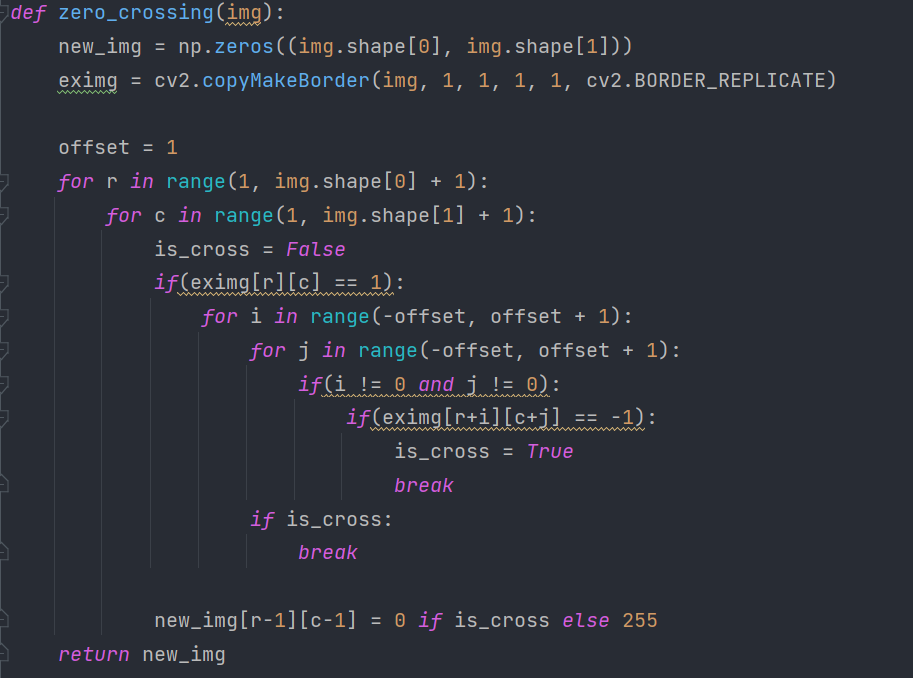 def zero_crossing(img):
    new_img = np.zeros((img.shape[0], img.shape[1]))
    eximg = cv2.copyMakeBorder(img, 1, 1, 1, 1, cv2.BORDER_REPLICATE)

    offset = 1
    for r in range(1, img.shape[0] + 1):
        for c in range(1, img.shape[1] + 1):
            is_cross = False
            if(eximg[r][c] == 1):
                for i in range(-offset, offset + 1):
                    for j in range(-offset, offset + 1):
                        if(i != 0 and j != 0):
                            if(eximg[r+i][c+j] == -1):
                                is_cross = True
                                break
                    if is_cross:
                        break

            new_img[r-1][c-1] = 0 if is_cross else 255
    return new_img